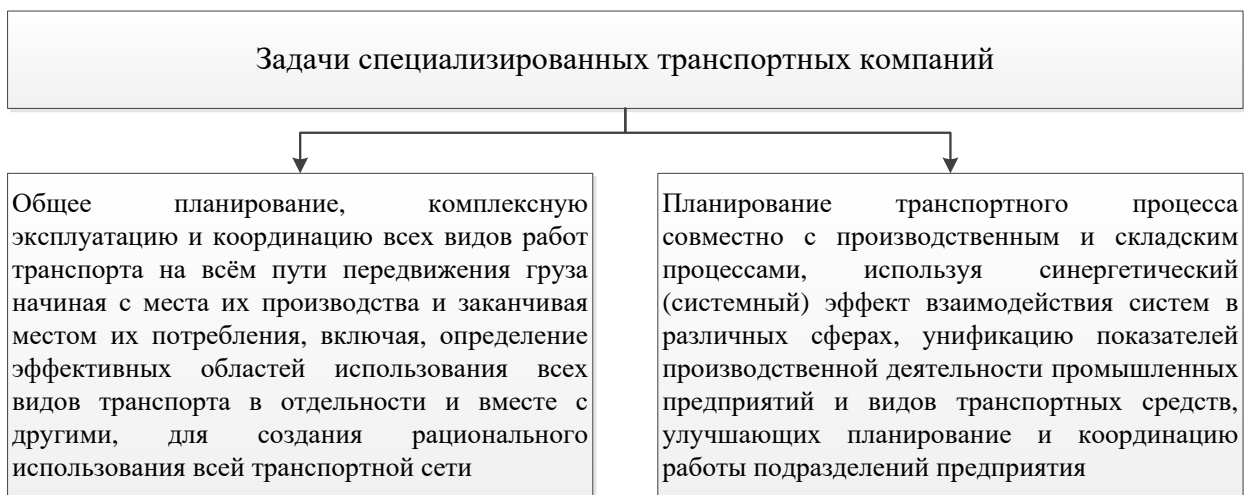 Задачи специализированных транспортных компаний
Общее планирование, комплексную
эксплуатацию и координацию всех видов работ
транспорта на всём пути передвижения груза
начиная с места их производства и заканчивая
местом их потребления, включая, определение
эффективных областей использования всех
видов транспорта в отдельности и вместе с
другими, для создания рационального
использования всей транспортной сети
Планирование транспортного процесса
совместно с производственным и складским
процессами, используя синергетический
(системный) эффект взаимодействия систем в
различных сферах, унификацию показателей
производственной деятельности промышленных
предприятий и видов транспортных средств,
улучшающих планирование и координацию
работы подразделений предприятия